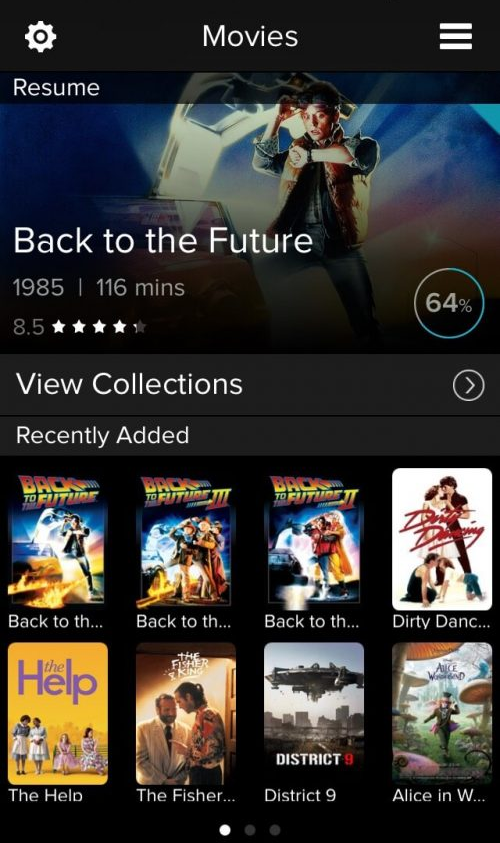 Movies
Resume
Back to the Future
1985 | 116 mins
8.5
64%
View Collections
Recently Added
BACK
TO THE
FUTURE
BACK
TO THE
FUTURE III
BACK
TO THE
FUTURE II
Dirty
Dancing
Back to th...
Back to th...
Back to th...
Dirty Danc...
the
Help
THE
FISHER
KING
DISTRICT 9
ALICE
IN
WONDERLAND
The Help
The Fisher...
District 9
Alice in W...